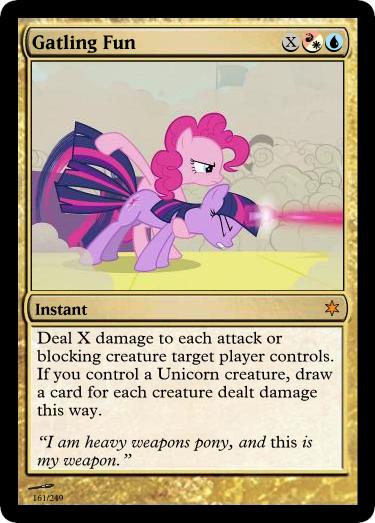 Gatling Fun X
Instant
Deal X damage to each attack or
blocking creature target player controls.
If you control a Unicorn creature, draw
a card for each creature dealt damage
this way.
“I am heavy weapons pony, and this is
my weapon.”
161/249